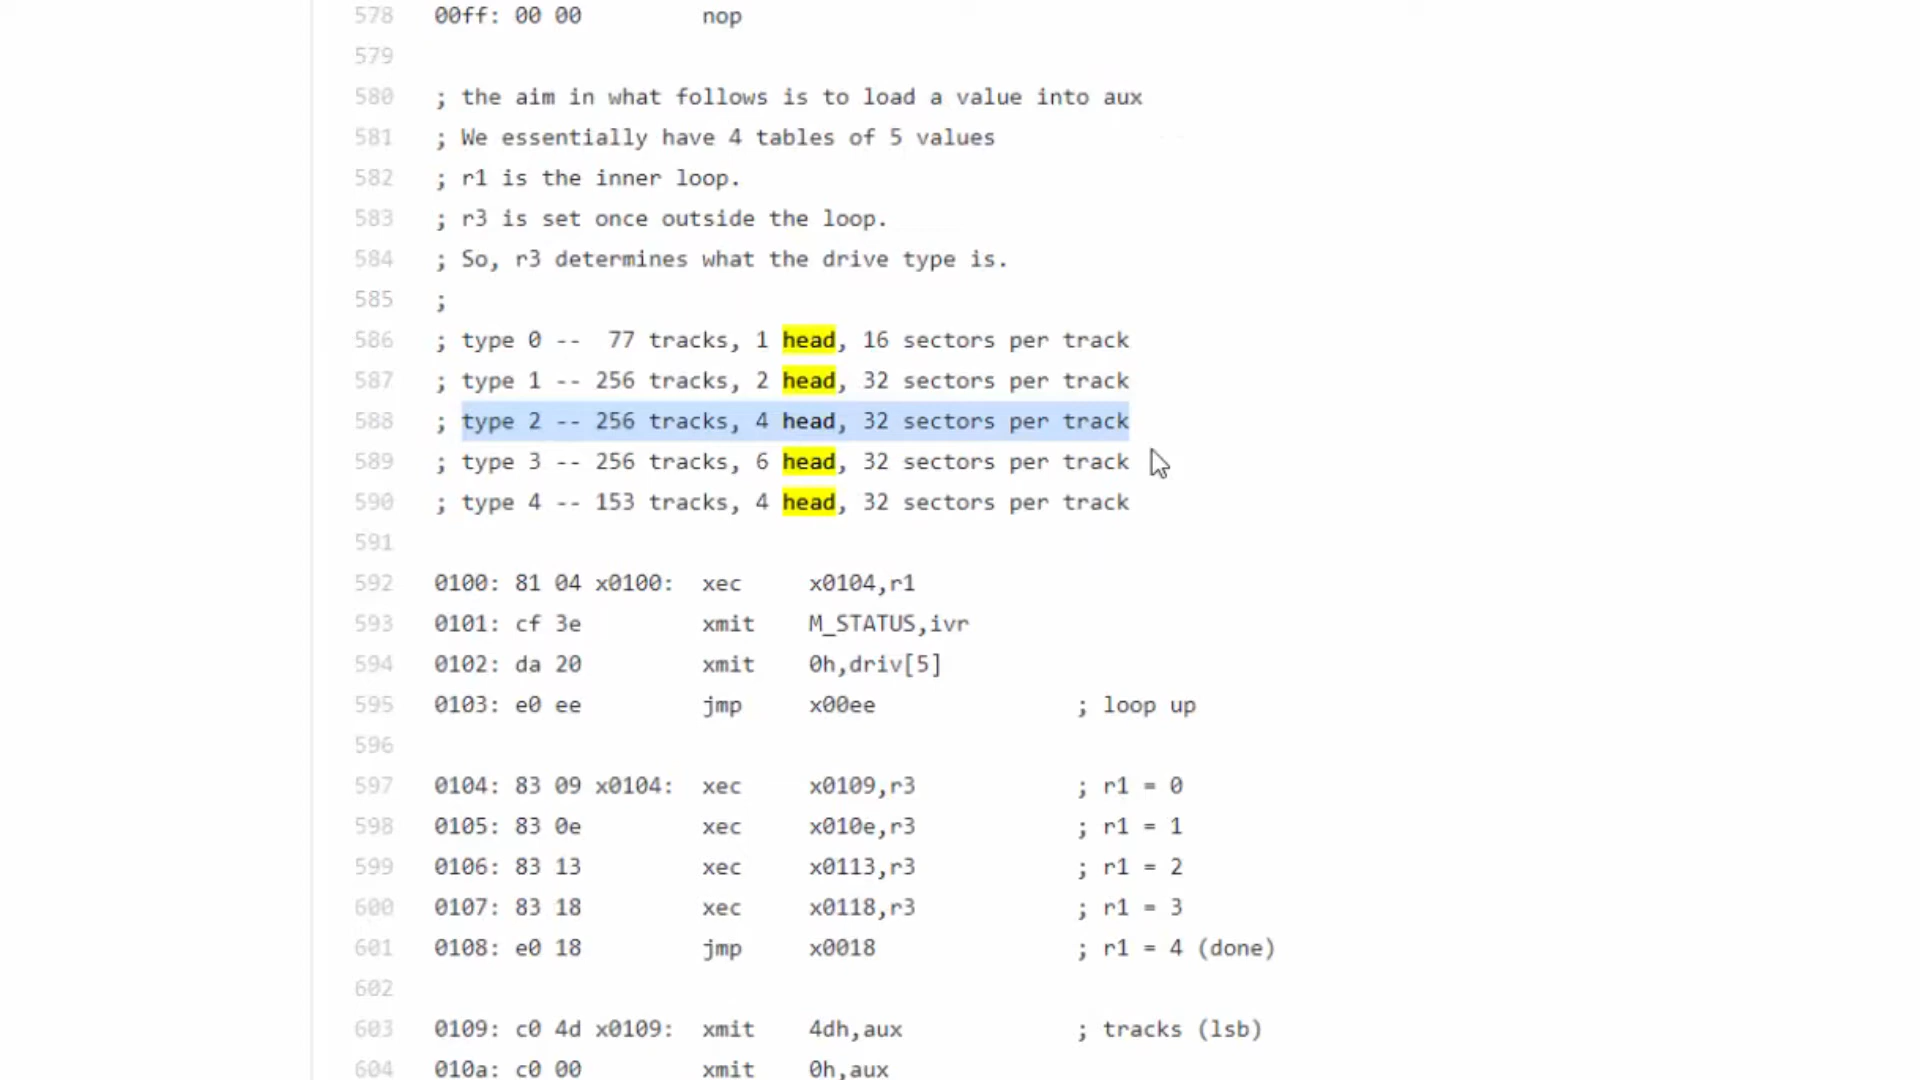 578 00ff: 00 00 nop
579
580 ; the aim in what follows is to load a value into aux
581 ; We essentially have 4 tables of 5 values
582 ; r1 is the inner loop.
583 ; r3 is set once outside the loop.
584 ; So, r3 determines what the drive type is.
585 ;
586 ; type 0 -- 77 tracks, 1 head, 16 sectors per track
587 ; type 1 -- 256 tracks, 2 head, 32 sectors per track
588 ; type 2 -- 256 tracks, 4 head, 32 sectors per track
589 ; type 3 -- 256 tracks, 6 head, 32 sectors per track
590 ; type 4 -- 153 tracks, 4 head, 32 sectors per track
591
592 0100: 81 04 x0100: xec x0104,r1
593 0101: cf 3e xmit M_STATUS,ivr
594 0102: da 20 xmit 0h,driv[5]
595 0103: e0 ee jmp x00ee ; loop up
596
597 0104: 83 09 x0104: xec x0109,r3 ; r1 = 0
598 0105: 83 0e xec x010e,r3 ; r1 = 1
599 0106: 83 13 xec x0113,r3 ; r1 = 2
600 0107: 83 18 xec x0118,r3 ; r1 = 3
601 0108: e0 18 jmp x0018 ; r1 = 4 (done)
602
603 0109: c0 4d x0109: xmit 4dh,aux ; tracks (lsb)
604 010a: c0 00 xmit 0h,aux